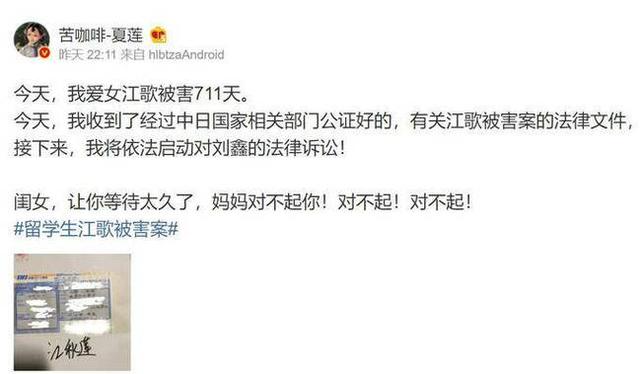 苦咖啡-夏莲
昨天 22:11 来自 hlbtzaAndroid
今天，我爱女江歌被害711天。
今天，我收到了经过中日国家相关部门公证好的，有关江歌被害案的法律文件，
接下来，我将依法启动对刘鑫的法律诉讼！
闺女，让你等待太久了，妈妈对不起你！对不起！对不起！
#留学生江歌被害案#
EMS
江秋莲